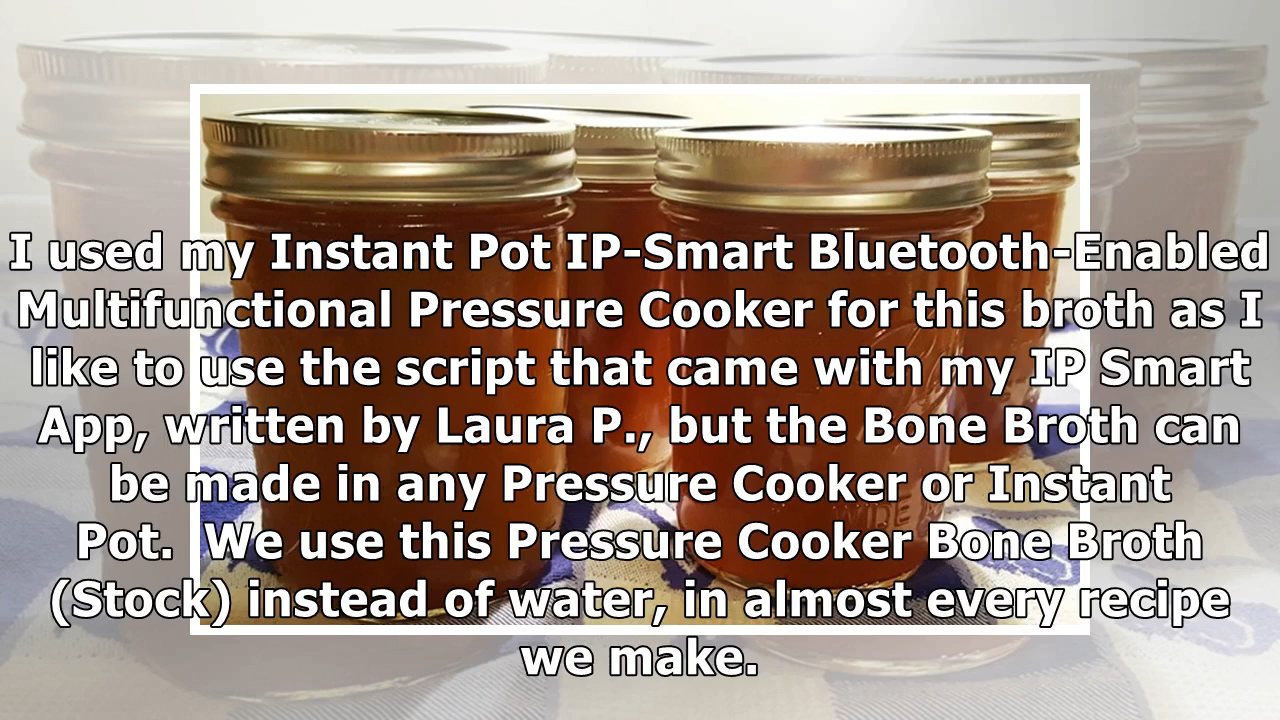 I used my Instant Pot IP-Smart Bluetooth-Enabled
Multifunctional Pressure Cooker for this broth as I
like to use the script that came with my IP Smart
App, written by Laura P., but the Bone Broth can
be made in any Pressure Cooker or Instant
Pot.  We use this Pressure Cooker Bone Broth
(Stock) instead of water, in almost every recipe
we make.